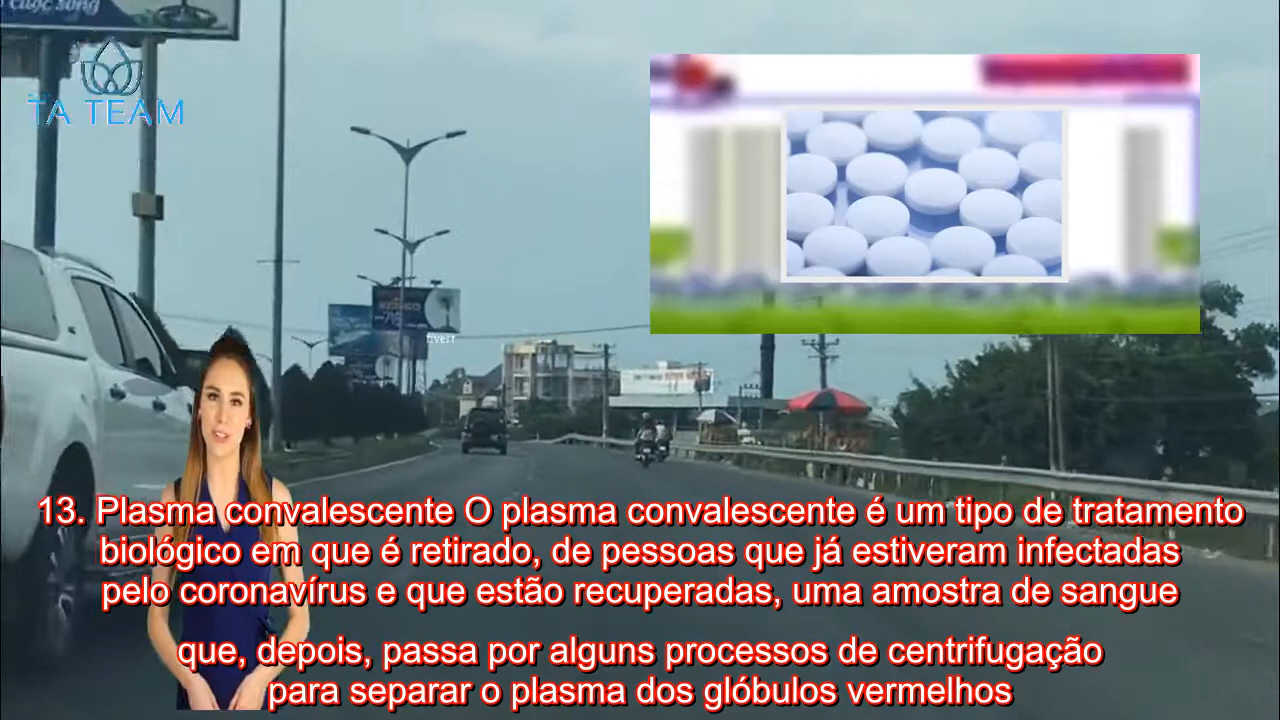 cuộc sống
TA TEAM
13. Plasma convalescente O plasma convalescente é um tipo de tratamento
biológico em que é retirado, de pessoas que já estiveram infectadas
pelo coronavírus e que estão recuperadas, uma amostra de sangue
que, depois, passa por alguns processos de centrifugação
para separar o plasma dos glóbulos vermelhos